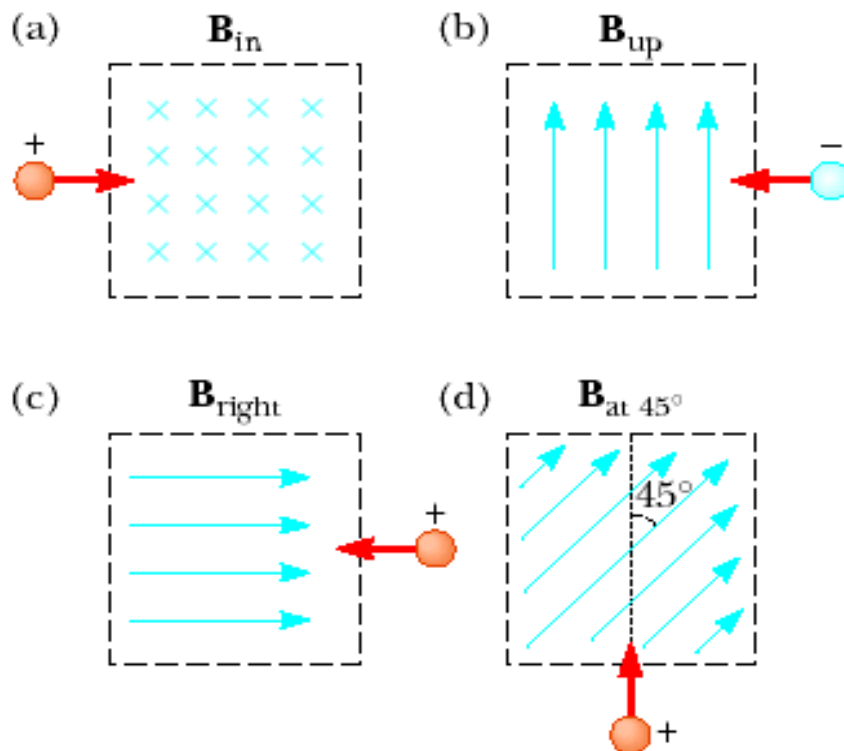 (a) B_in
+
(b) B_up
−
(c) B_right
+
(d) B_at 45°
45°
+